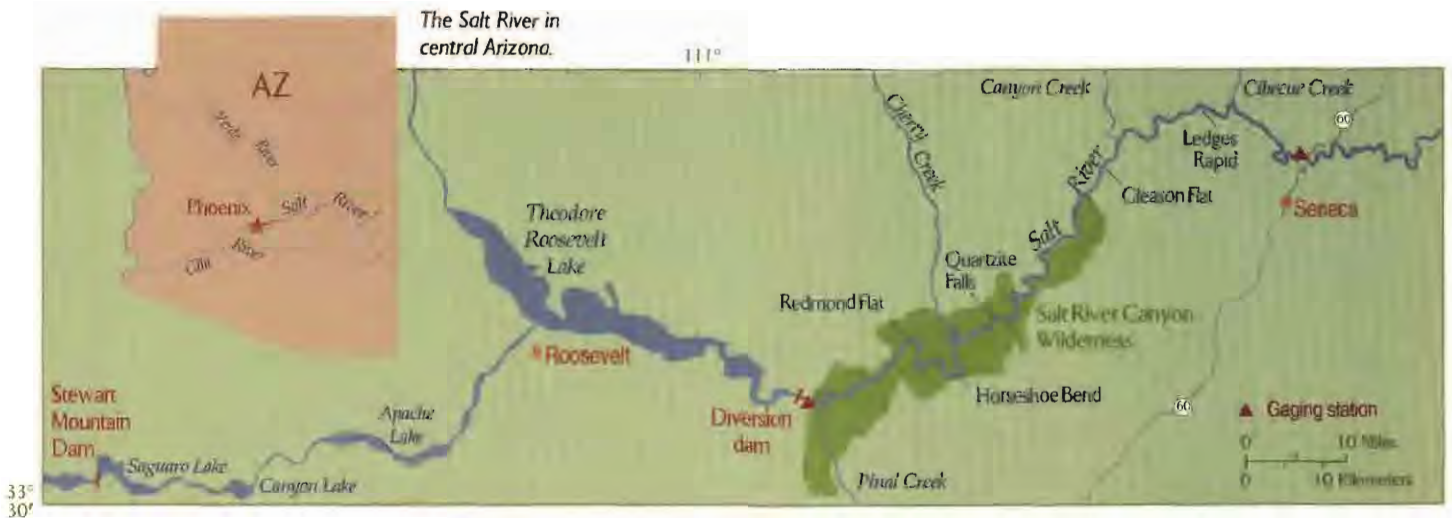 The Salt River in
central Arizona.
111°
AZ
Verde
River
Phoenix
Salt
River
Gila
River
Canyon Creek
Cibecue Creek
60
Cherry
Creek
Ledges
Rapid
Salt
River
Gleason Flat
Seneca
Theodore
Roosevelt
Lake
Quartzite
Falls
Redmond Flat
Salt River Canyon
Wilderness
Roosevelt
Horseshoe Bend
Stewart
Mountain
Dam
Apache
Lake
Diversion
dam
60
Gaging station
0 10 Miles
0 10 Kilometers
Saguaro Lake
Canyon Lake
Pinal Creek
33°
30'